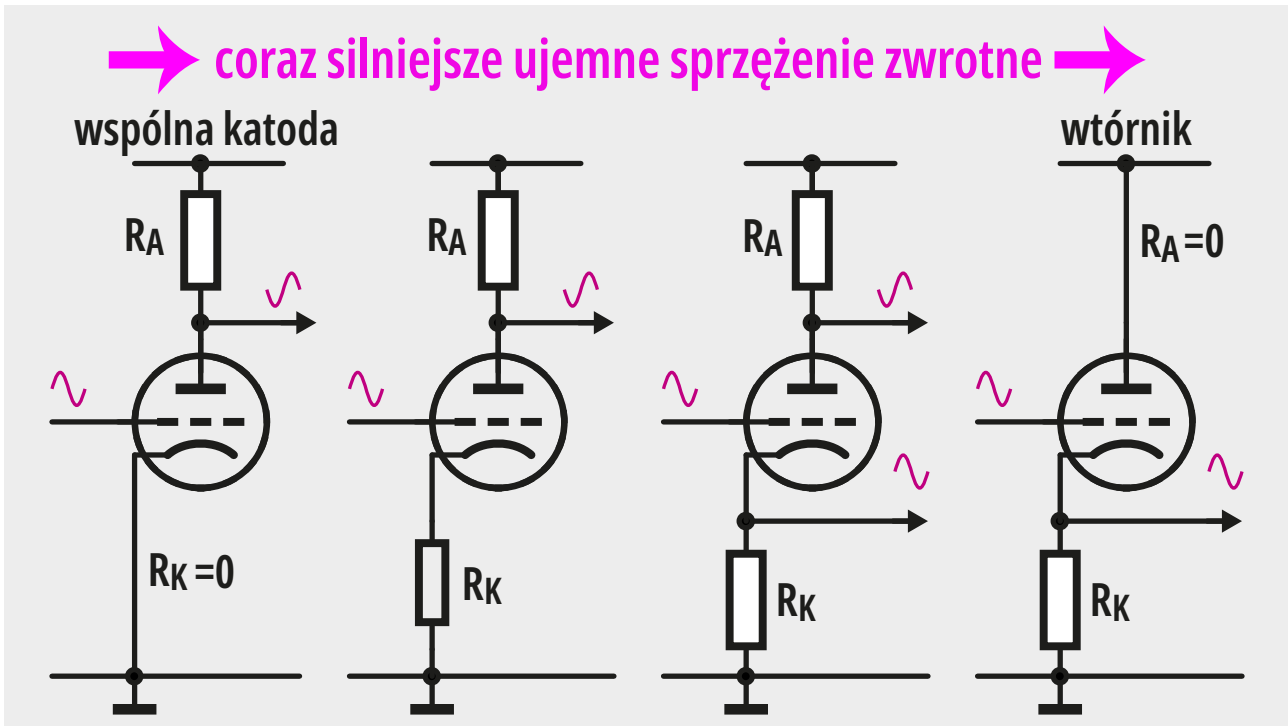 coraz silniejsze ujemne sprzężenie zwrotne
wspólna katoda
wtórnik
RA
RA
RA
RA=0
RK=0
RK
RK
RK